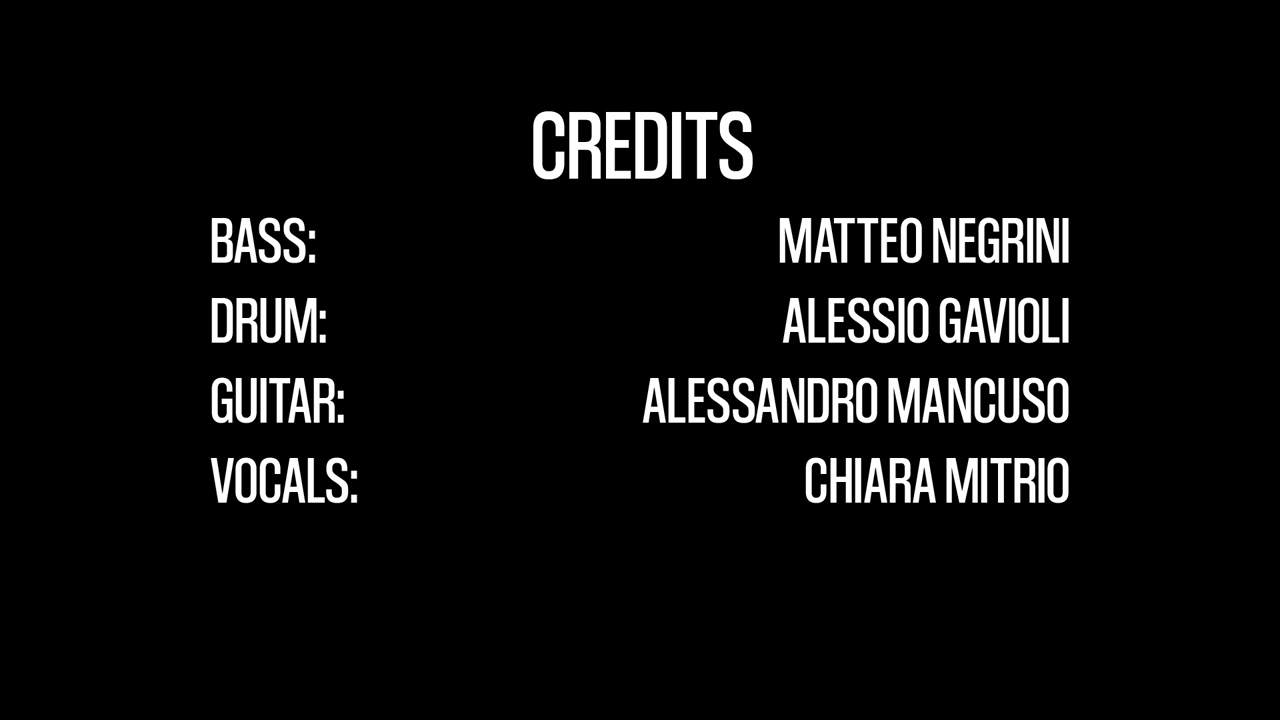 CREDITS
BASS: MATTEO NEGRINI
DRUM: ALESSIO GAVIOLI
GUITAR: ALESSANDRO MANCUSO
VOCALS: CHIARA MITRIO